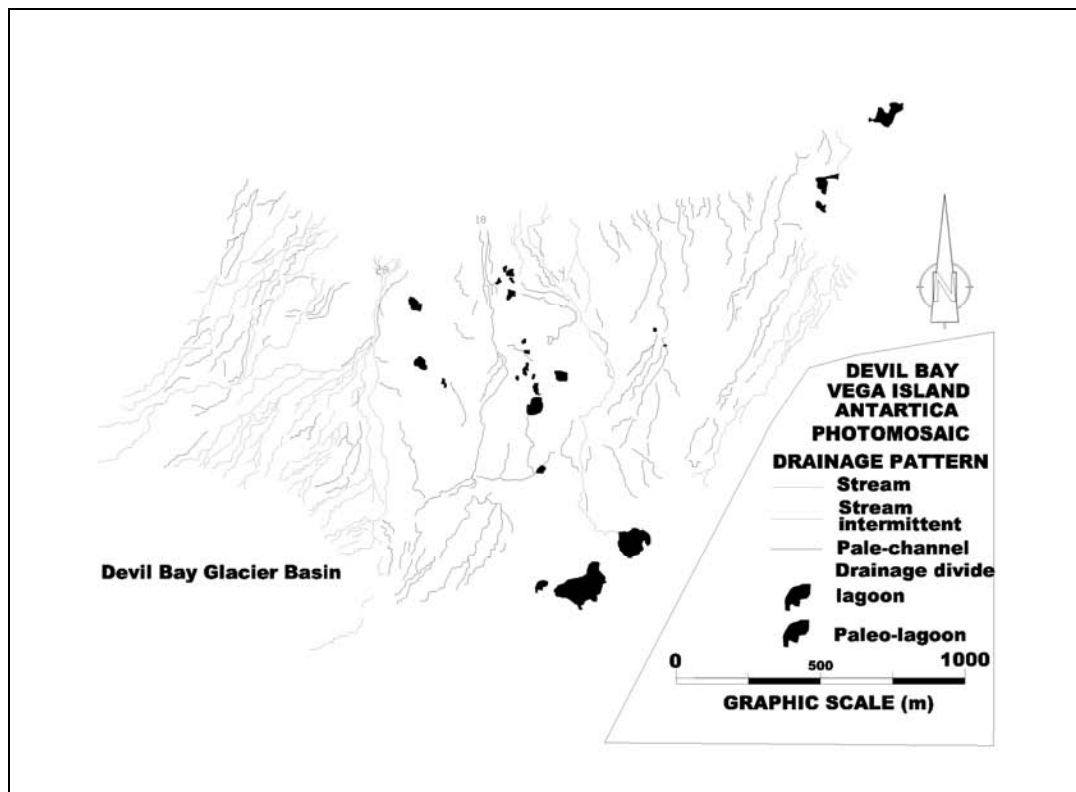 18
28
N
DEVIL BAY
VEGA ISLAND
ANTARTICA
PHOTOMOSAIC
DRAINAGE PATTERN
Stream
Stream
intermittent
Pale-channel
Drainage divide
lagoon
Paleo-lagoon
Devil Bay Glacier Basin
0 500 1000
GRAPHIC SCALE (m)